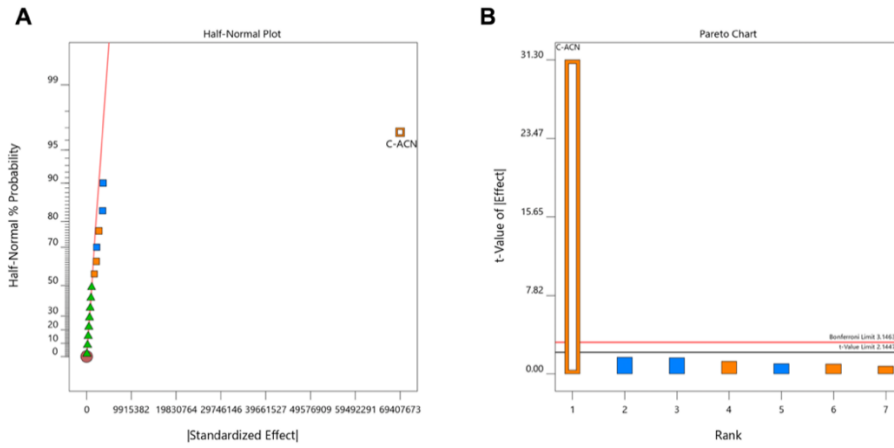 A
Half-Normal Plot
Half-Normal % Probability
99
95
90
80
70
50
30
20
10
0
C-ACN
0 9915382 19830764 29746146 39661527 49576909 59492291 69407673
|Standardized Effect|
B
Pareto Chart
t-Value of |Effect|
C-ACN
31.30
23.47
15.65
7.82
0.00
Bonferroni Limit 3.1463
t-Value Limit 2.1447
1 2 3 4 5 6 7
Rank